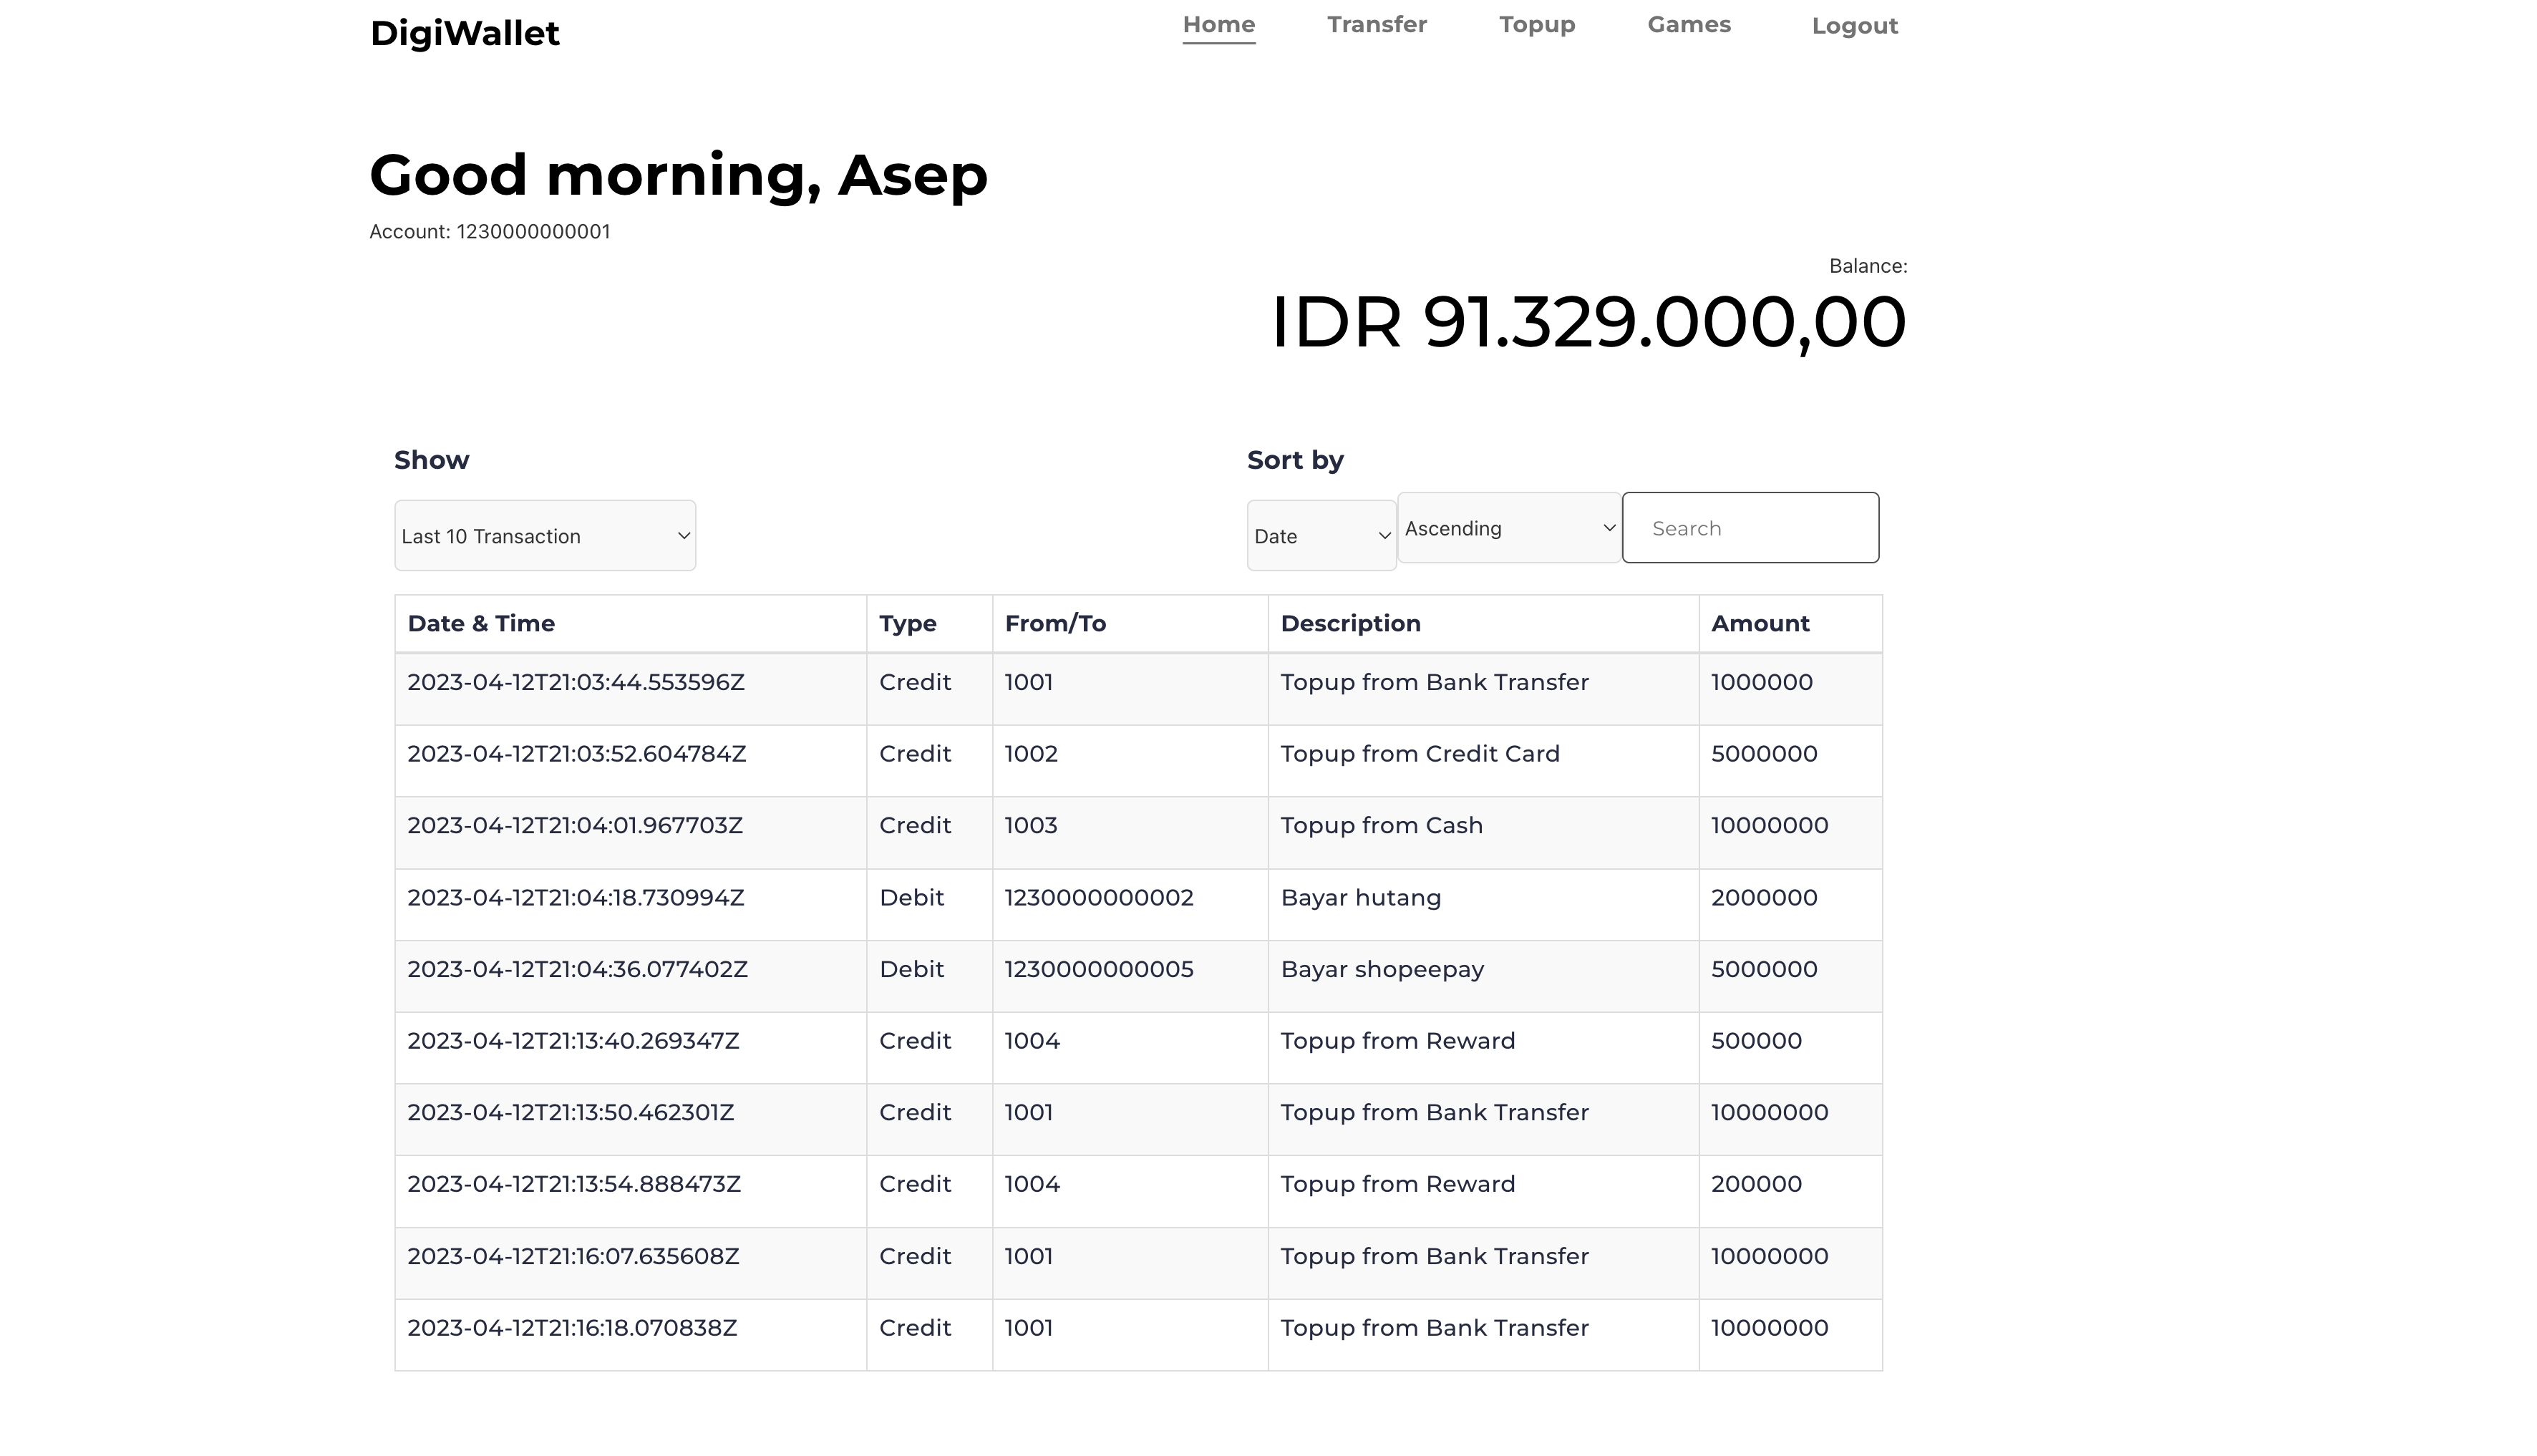 DigiWallet Home Transfer Topup Games Logout
Good morning, Asep
Account: 1230000000001
Balance:
IDR 91.329.000,00
Show Sort by
Last 10 Transaction Date Ascending Search
Date & Time Type From/To Description Amount
2023-04-12T21:03:44.553596Z Credit 1001 Topup from Bank Transfer 1000000
2023-04-12T21:03:52.604784Z Credit 1002 Topup from Credit Card 5000000
2023-04-12T21:04:01.967703Z Credit 1003 Topup from Cash 10000000
2023-04-12T21:04:18.730994Z Debit 1230000000002 Bayar hutang 2000000
2023-04-12T21:04:36.077402Z Debit 1230000000005 Bayar shopeepay 5000000
2023-04-12T21:13:40.269347Z Credit 1004 Topup from Reward 500000
2023-04-12T21:13:50.462301Z Credit 1001 Topup from Bank Transfer 10000000
2023-04-12T21:13:54.888473Z Credit 1004 Topup from Reward 200000
2023-04-12T21:16:07.635608Z Credit 1001 Topup from Bank Transfer 10000000
2023-04-12T21:16:18.070838Z Credit 1001 Topup from Bank Transfer 10000000